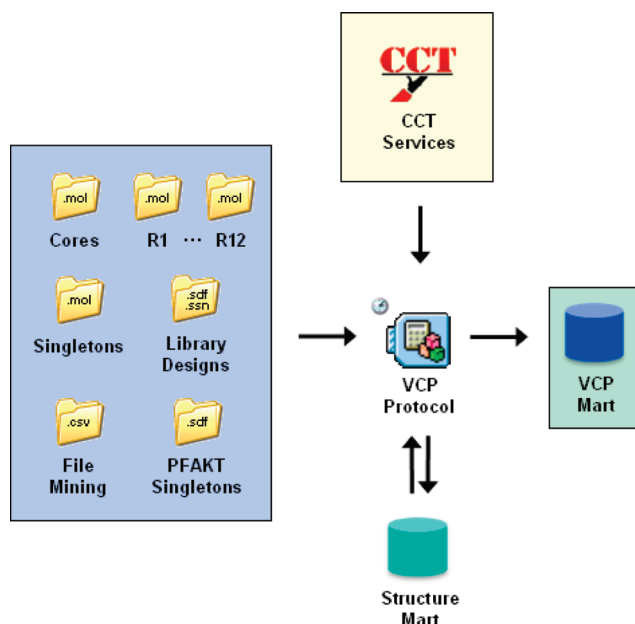 CCT
CCT
Services
.mol
.mol
.mol
Cores
R1 ... R12
.mol
.sdf
.ssn
Singletons
Library
Designs
.csv
.sdf
File
Mining
PFAKT
Singletons
VCP
Protocol
VCP
Mart
Structure
Mart